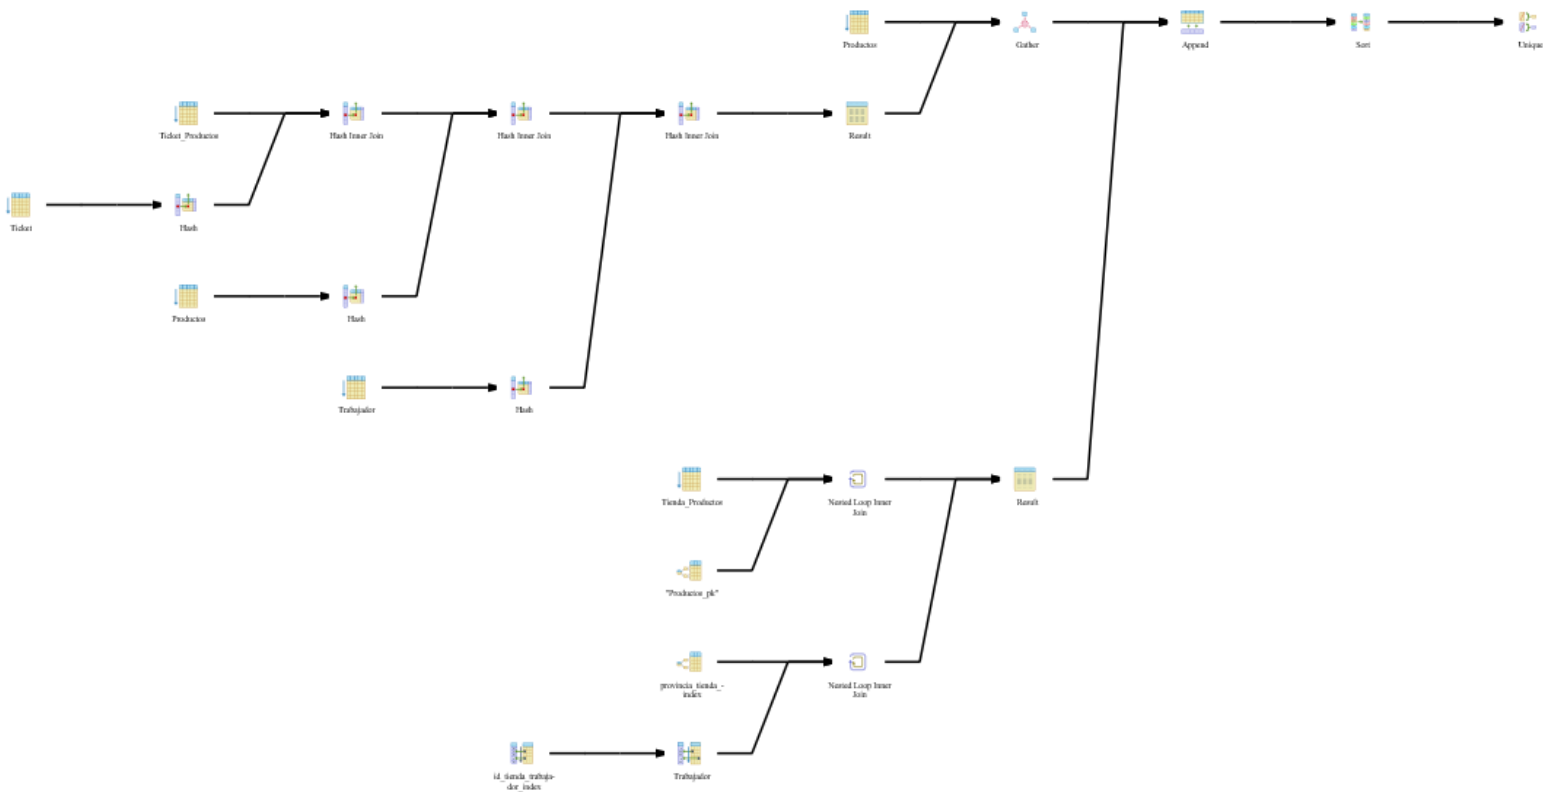 Productos
Gather
Append
Sort
Unique
Ticket_Productos
Hash Inner Join
Hash Inner Join
Hash Inner Join
Result
Ticket
Hash
Productos
Hash
Trabajador
Hash
Tienda_Productos
Nested Loop Inner
Join
Result
"Productos_pk"
provincia_tienda_-
index
Nested Loop Inner
Join
id_tienda_trabaja-
dor_index
Trabajador